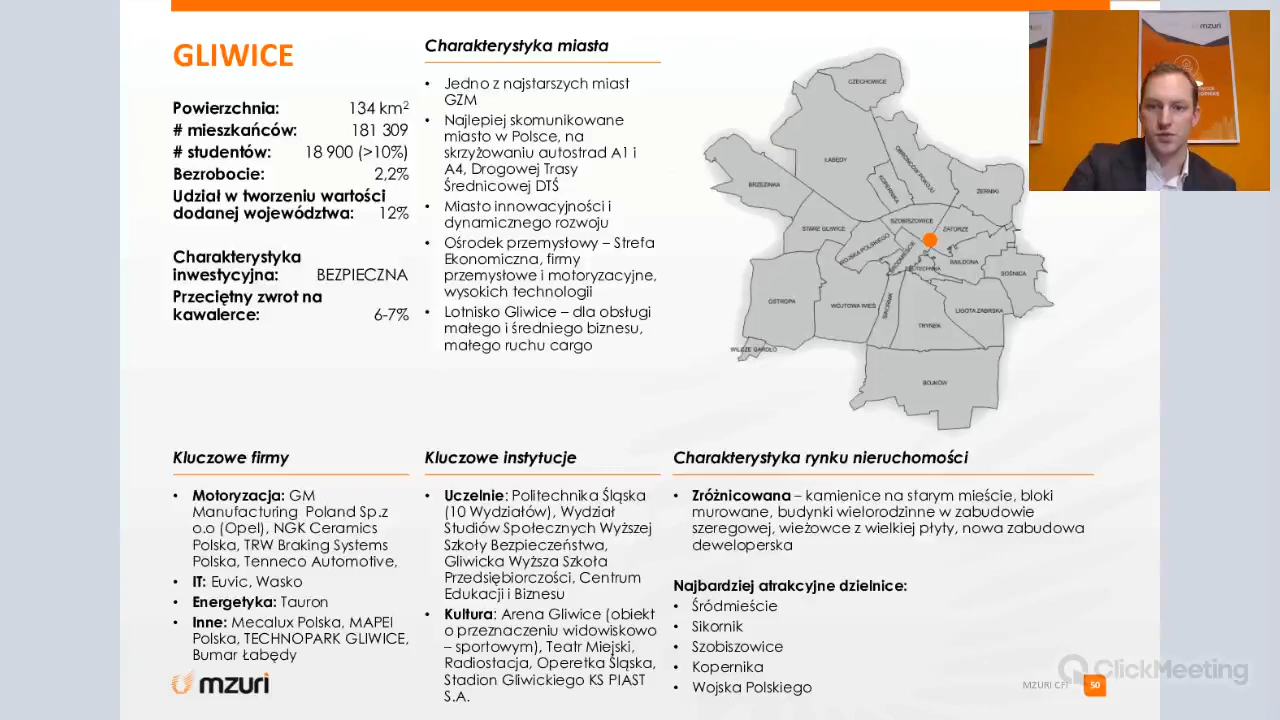 GLIWICE
Powierzchnia: 134 km²
# mieszkańców: 181 309
# studentów: 18 900 (>10%)
Bezrobocie: 2,2%
Udział w tworzeniu wartości
dodanej województwa: 12%
Charakterystyka
inwestycyjna: BEZPIECZNA
Przeciętny zwrot na
kawalerce: 6-7%
Charakterystyka miasta
• Jedno z najstarszych miast
GZM
• Najlepiej skomunikowane
miasto w Polsce, na
skrzyżowaniu autostrad A1 i
A4, Drogowej Trasy
Średnicowej DTŚ
• Miasto innowacyjności i
dynamicznego rozwoju
• Ośrodek przemysłowy – Strefa
Ekonomiczna, firmy
przemysłowe i motoryzacyjne,
wysokich technologii
• Lotnisko Gliwice – dla obsługi
małego i średniego biznesu,
małego ruchu cargo
CZECHOWICE
ŁABĘDY
OBROŃCÓW POKOJU
KOPERNIKA
BRZEZINKA
ŻERNIKI
SZOBISZOWICE
STARE GLIWICE
ZATORZE
WOJSKA POLSKIEGO
ŚRÓDMIEŚCIE
POLITECHNIKA
BAILDONA
SOŚNICA
OSTROPA
WÓJTOWA WIEŚ
SIKORNIK
LIGOTA ZABRSKA
TRYNEK
WILCZE GARDŁO
BOJKÓW
mzuri
Kluczowe firmy
• Motoryzacja: GM
Manufacturing Poland Sp.z
o.o (Opel), NGK Ceramics
Polska, TRW Braking Systems
Polska, Tenneco Automotive,
• IT: Euvic, Wasko
• Energetyka: Tauron
• Inne: Mecalux Polska, MAPEI
Polska, TECHNOPARK GLIWICE,
Bumar Łabędy
Kluczowe instytucje
• Uczelnie: Politechnika Śląska
(10 Wydziałów), Wydział
Studiów Społecznych Wyższej
Szkoły Bezpieczeństwa,
Gliwicka Wyższa Szkoła
Przedsiębiorczości, Centrum
Edukacji i Biznesu
• Kultura: Arena Gliwice (obiekt
o przeznaczeniu widowiskowo
– sportowym), Teatr Miejski,
Radiostacja, Operetka Śląska,
Stadion Gliwickiego KS PIAST
S.A.
Charakterystyka rynku nieruchomości
• Zróżnicowana – kamienice na starym mieście, bloki
murowane, budynki wielorodzinne w zabudowie
szeregowej, wieżowce z wielkiej płyty, nowa zabudowa
deweloperska
Najbardziej atrakcyjne dzielnice:
• Śródmieście
• Sikornik
• Szobiszowice
• Kopernika
• Wojska Polskiego
mzuri
MZURI CFI 50
ClickMeeting